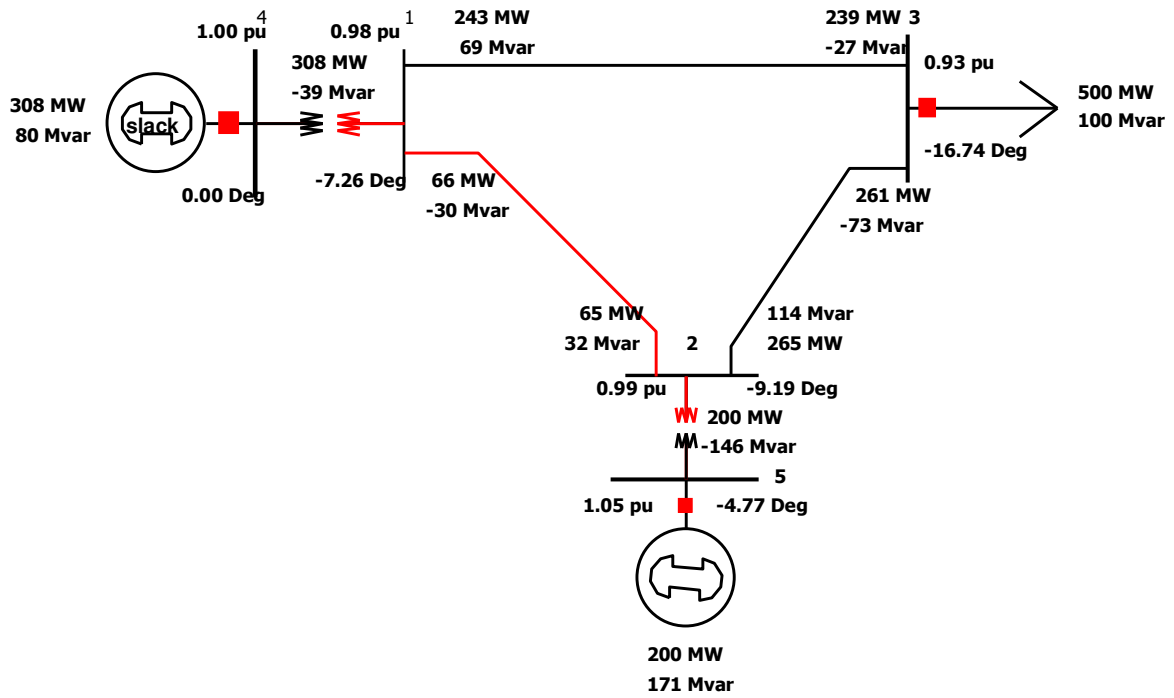 4
1.00 pu
308 MW
80 Mvar
slack
0.00 Deg
1
0.98 pu
308 MW
-39 Mvar
-7.26 Deg
243 MW
69 Mvar
66 MW
-30 Mvar
239 MW
-27 Mvar
3
0.93 pu
500 MW
100 Mvar
-16.74 Deg
261 MW
-73 Mvar
65 MW
32 Mvar
2
114 Mvar
265 MW
0.99 pu
-9.19 Deg
200 MW
-146 Mvar
5
1.05 pu
-4.77 Deg
200 MW
171 Mvar